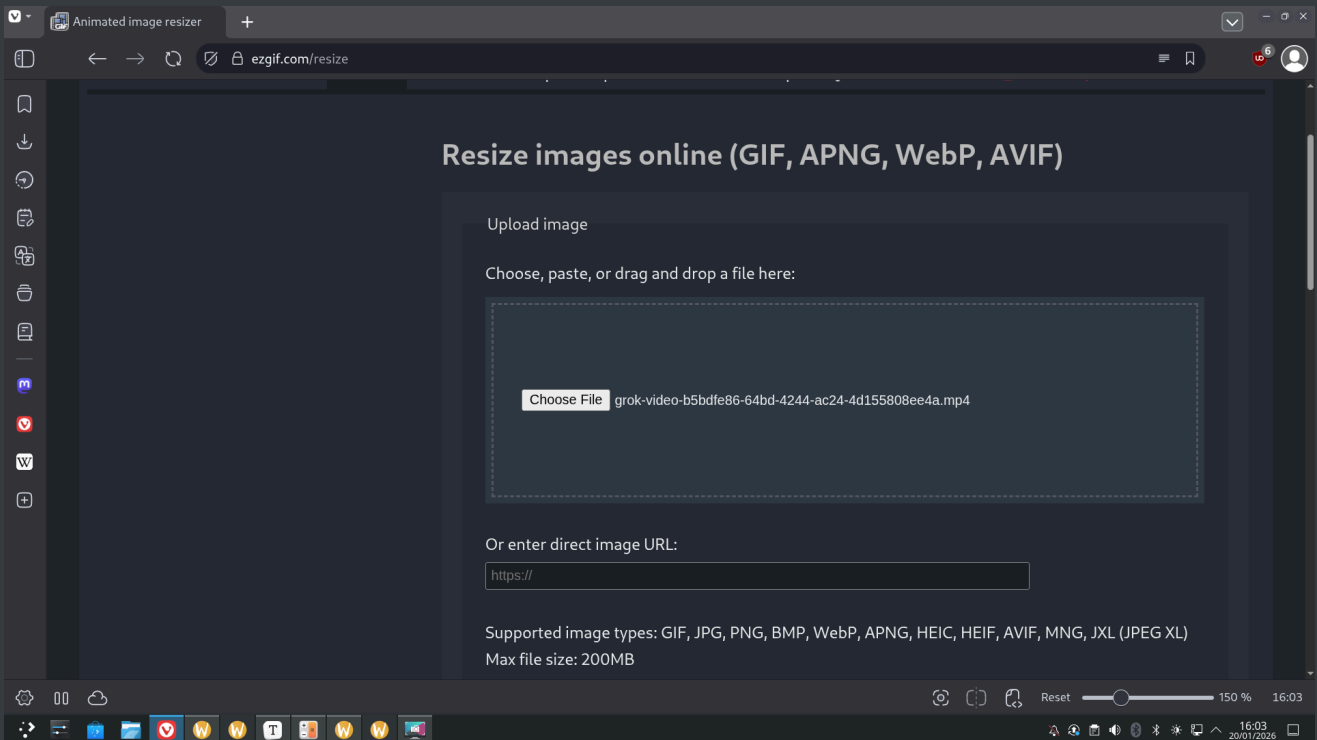 Animated image resizer
ezgif.com/resize
6
Resize images online (GIF, APNG, WebP, AVIF)
Upload image
Choose, paste, or drag and drop a file here:
Choose File grok-video-b5bdfe86-64bd-4244-ac24-4d155808ee4a.mp4
Or enter direct image URL:
https://
Supported image types: GIF, JPG, PNG, BMP, WebP, APNG, HEIC, HEIF, AVIF, MNG, JXL (JPEG XL)
Max file size: 200MB
Reset 150 % 16:03
16:03
20/01/2026